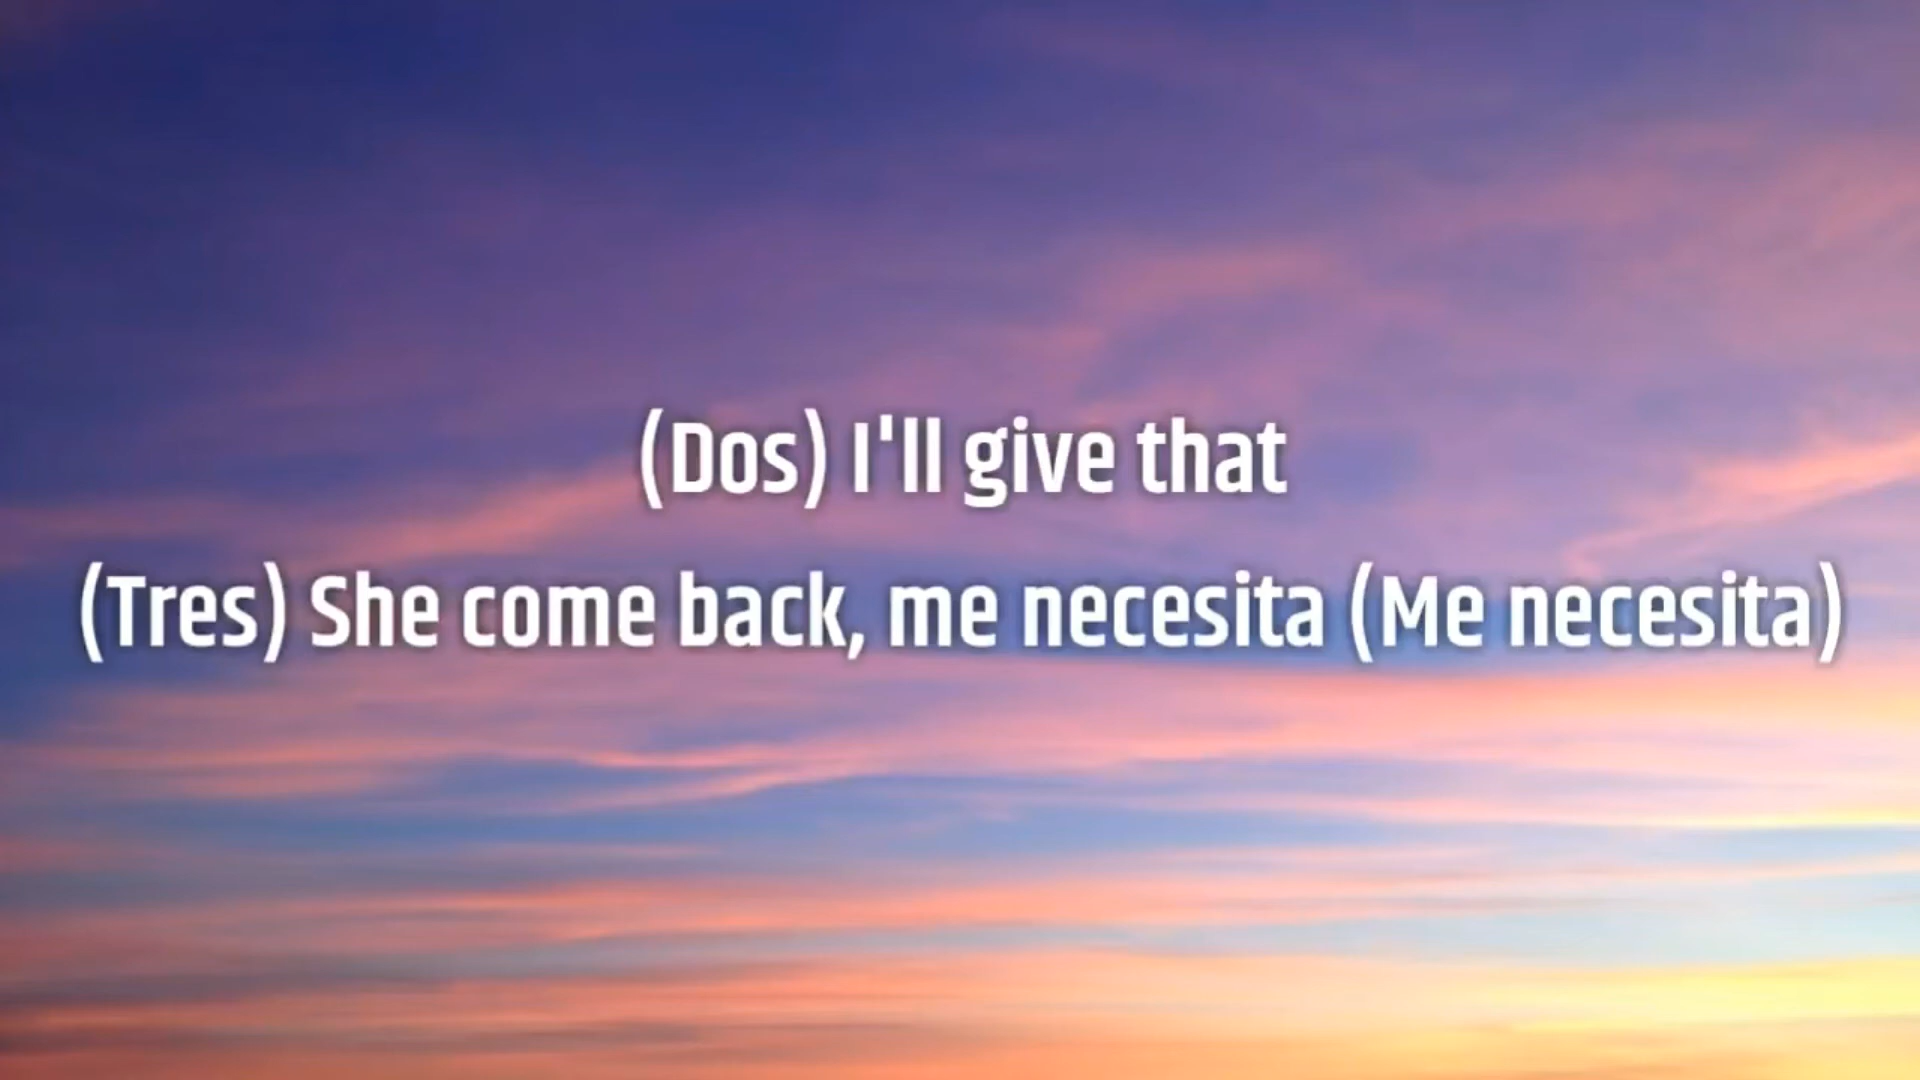 (Dos) I'll give that
(Tres) She come back, me necesita (Me necesita)